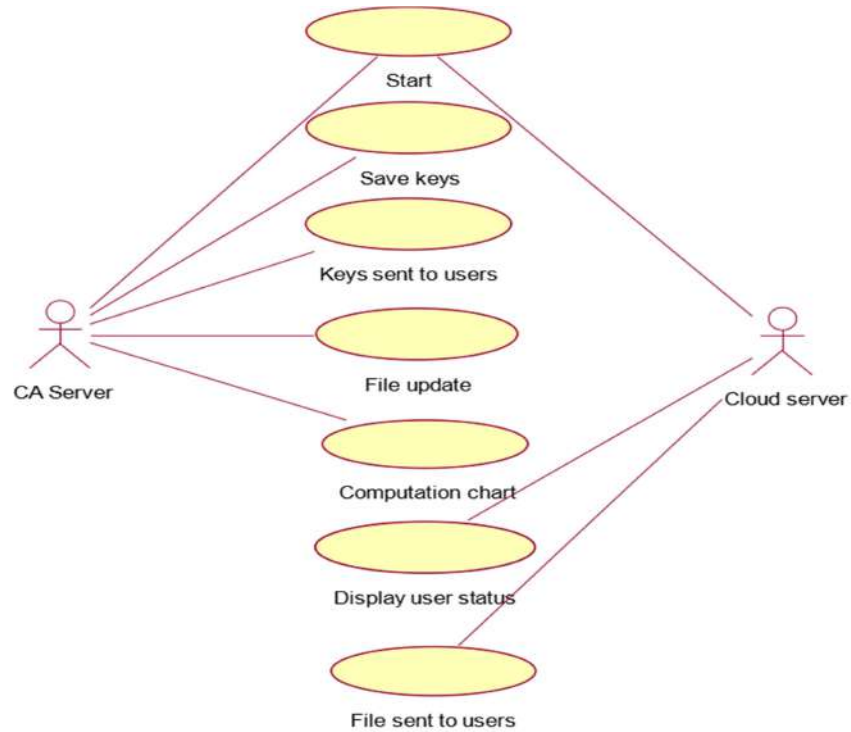 Start
Save keys
Keys sent to users
File update
CA Server
Cloud server
Computation chart
Display user status
File sent to users